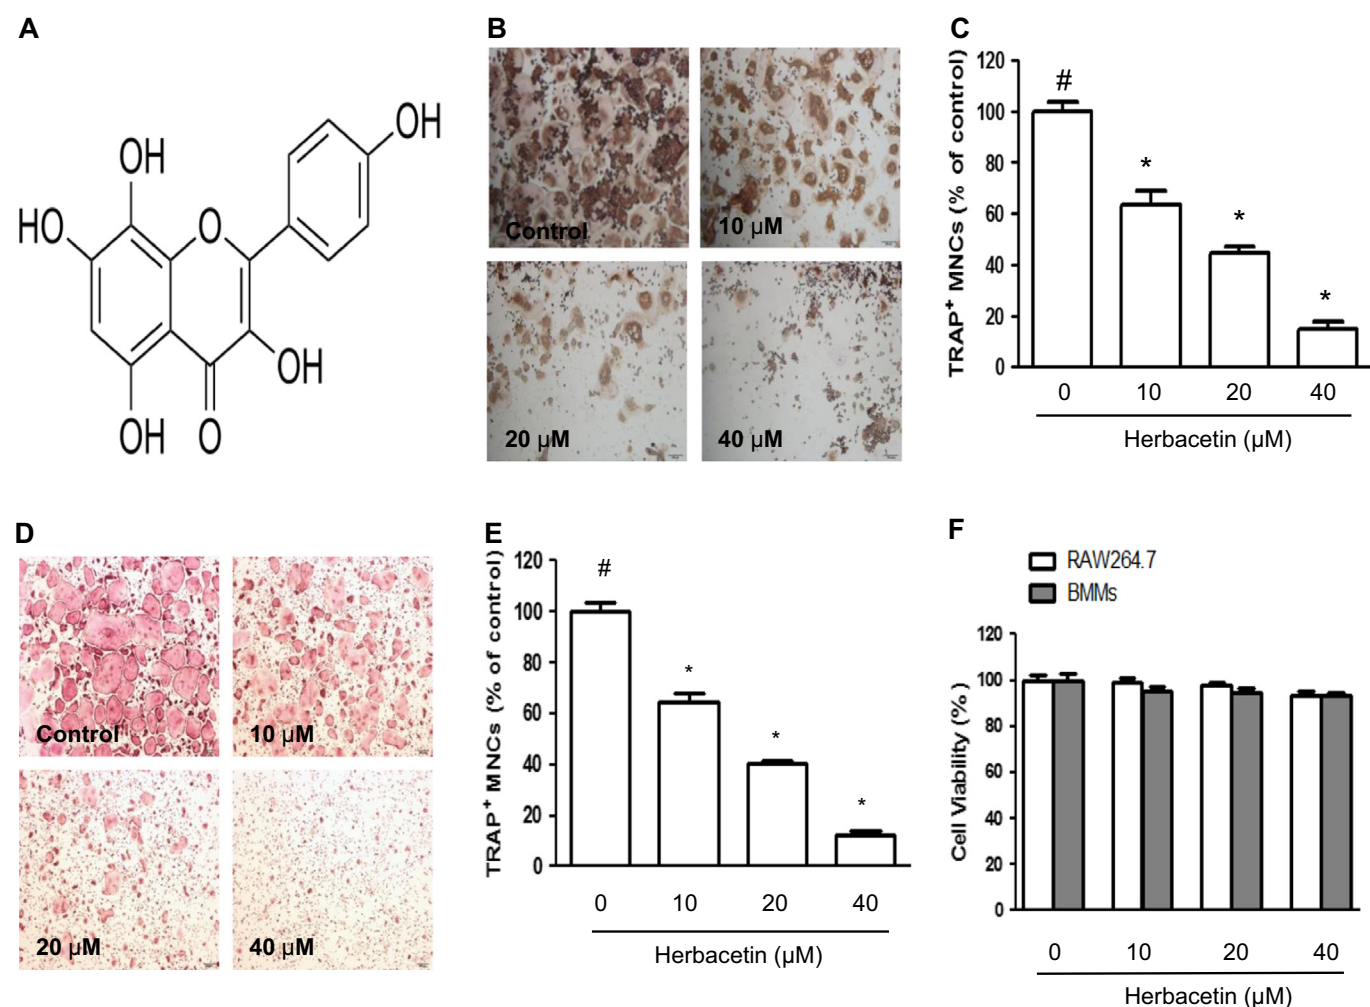 A
OH
OH
HO
O
OH
OH
O
B
Control
10 µM
20 µM
40 µM
C
TRAP+ MNCs (% of control)
120
100
80
60
40
20
0
#
*
*
*
0 10 20 40
Herbacetin (µM)
D
Control
10 µM
20 µM
40 µM
E
TRAP+ MNCs (% of control)
120
100
80
60
40
20
0
#
*
*
*
0 10 20 40
Herbacetin (µM)
F
RAW264.7
BMMs
Cell Viability (%)
120
100
80
60
40
20
0
0 10 20 40
Herbacetin (µM)